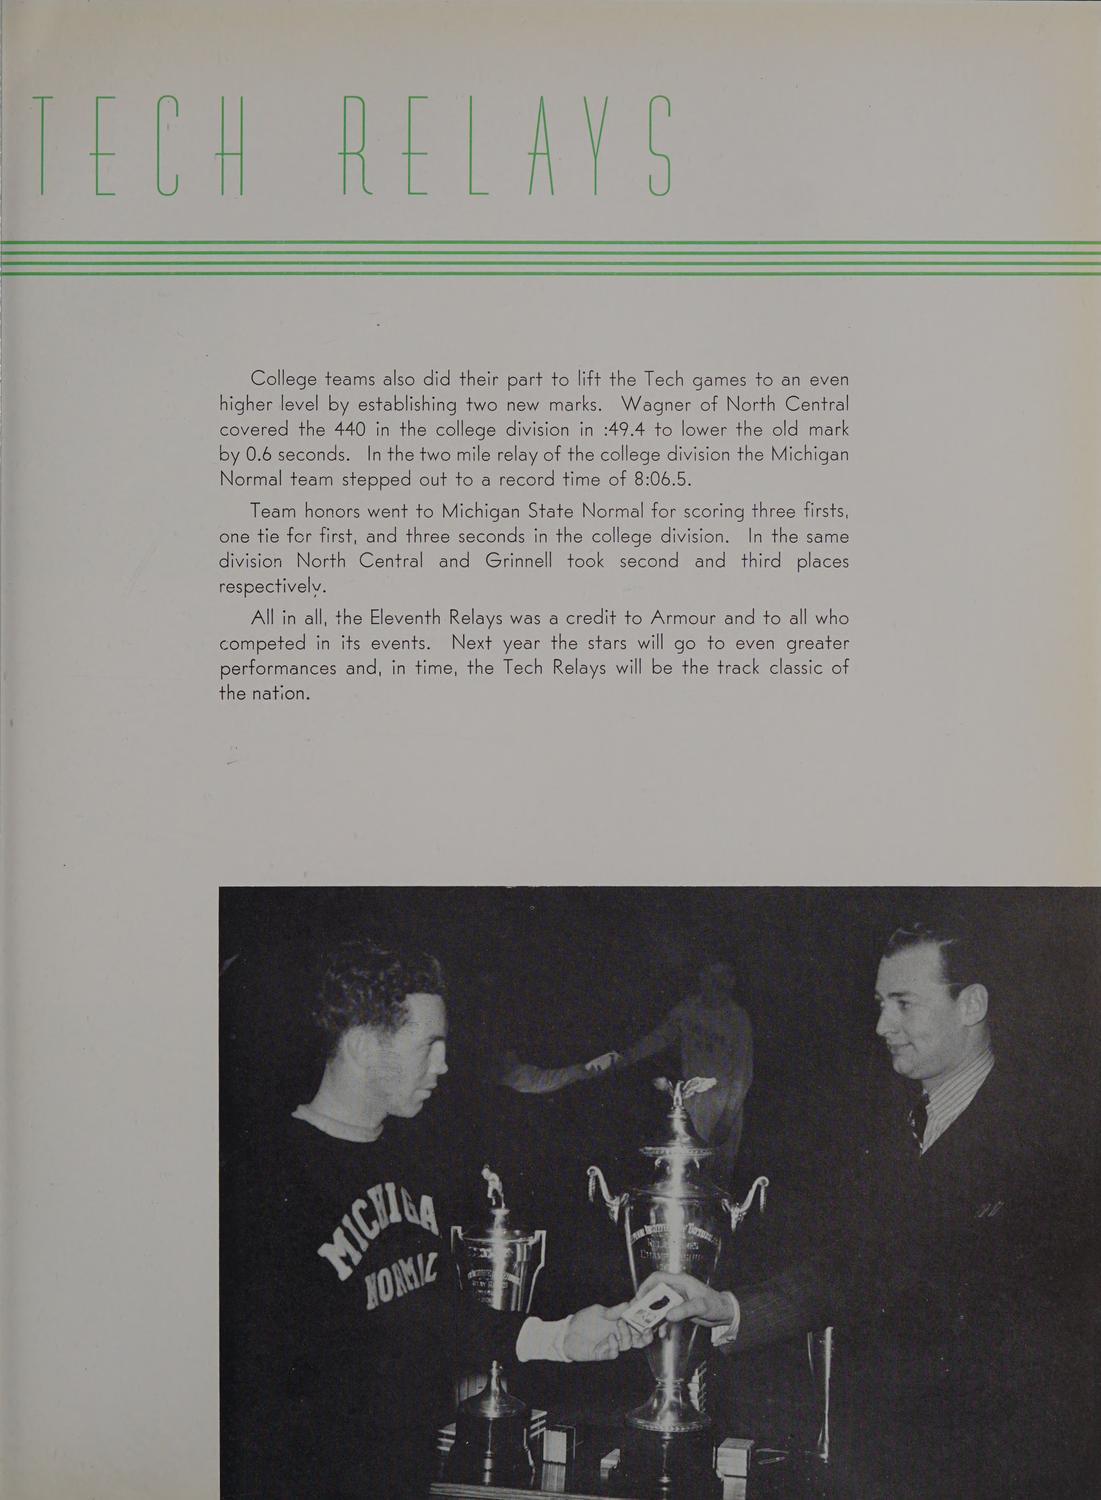 TECH RELAYS
College teams also did their part to lift the Tech games to an even
higher level by establishing two new marks. Wagner of North Central
covered the 440 in the college division in :49.4 to lower the old mark
by 0.6 seconds. In the two mile relay of the college division the Michigan
Normal team stepped out to a record time of 8:06.5.
Team honors went to Michigan State Normal for scoring three firsts,
one tie for first, and three seconds in the college division. In the same
division North Central and Grinnell took second and third places
respectively.
All in all, the Eleventh Relays was a credit to Armour and to all who
competed in its events. Next year the stars will go to even greater
performances and, in time, the Tech Relays will be the track classic of
the nation.
MICHIGA
NORMAL